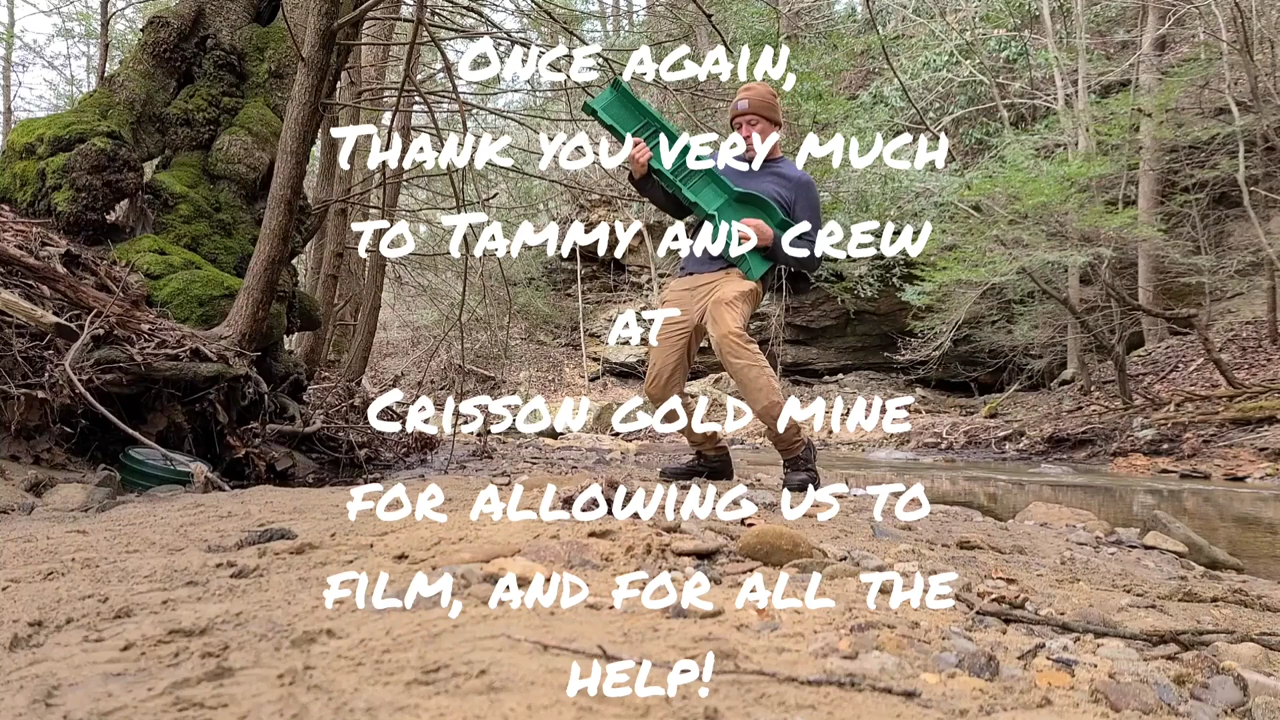 Once again,
Thank you very much
to Tammy and crew
at
Crisson gold mine
for allowing us to
film, and for all the
help!